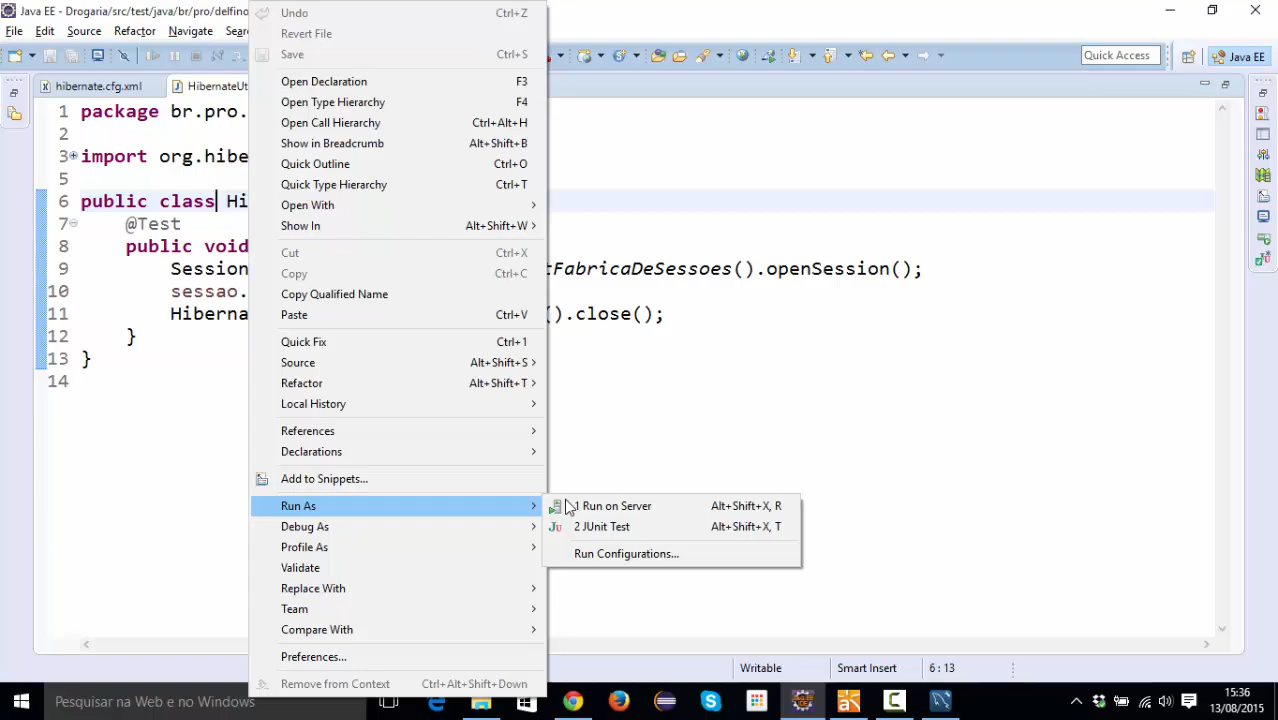 Java EE - Drogaria/src/test/java/br/pro/delfino
File Edit Source Refactor Navigate Sear
Quick Access
Java EE
hibernate.cfg.xml
HibernateUt
1 package br.pro.
2
3 import org.hibe
5
6 public class Hi
7 @Test
8 public void
9 Session tFabricaDeSessoes().openSession();
10 sessao.
11 Hiberna ().close();
12 }
13 }
14
Undo Ctrl+Z
Revert File
Save Ctrl+S
Open Declaration F3
Open Type Hierarchy F4
Open Call Hierarchy Ctrl+Alt+H
Show in Breadcrumb Alt+Shift+B
Quick Outline Ctrl+O
Quick Type Hierarchy Ctrl+T
Open With
Show In Alt+Shift+W
Cut Ctrl+X
Copy Ctrl+C
Copy Qualified Name
Paste Ctrl+V
Quick Fix Ctrl+1
Source Alt+Shift+S
Refactor Alt+Shift+T
Local History
References
Declarations
Add to Snippets...
Run As
Debug As
Profile As
Validate
Replace With
Team
Compare With
Preferences...
Remove from Context Ctrl+Alt+Shift+Down
1 Run on Server Alt+Shift+X, R
2 JUnit Test Alt+Shift+X, T
Run Configurations...
Writable
Smart Insert
6 : 13
Pesquisar na Web e no Windows
15:36
13/08/2015